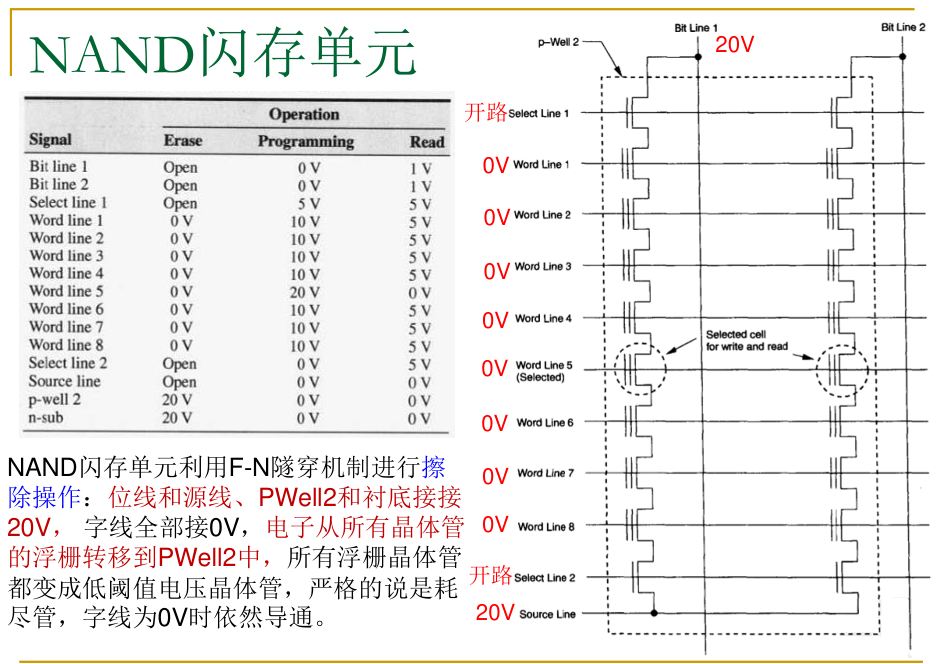 NAND闪存单元
Operation
Signal Erase Programming Read
Bit line 1 Open 0 V 1 V
Bit line 2 Open 0 V 1 V
Select line 1 Open 5 V 5 V
Word line 1 0 V 10 V 5 V
Word line 2 0 V 10 V 5 V
Word line 3 0 V 10 V 5 V
Word line 4 0 V 10 V 5 V
Word line 5 0 V 20 V 0 V
Word line 6 0 V 10 V 5 V
Word line 7 0 V 10 V 5 V
Word line 8 0 V 10 V 5 V
Select line 2 Open 0 V 5 V
Source line Open 0 V 0 V
p-well 2 20 V 0 V 0 V
n-sub 20 V 0 V 0 V
NAND闪存单元利用F-N隧穿机制进行擦
除操作：位线和源线、PWell2和衬底接接
20V， 字线全部接0V，电子从所有晶体管
的浮栅转移到PWell2中，所有浮栅晶体管
都变成低阈值电压晶体管，严格的说是耗
尽管，字线为0V时依然导通。
Bit Line 1
20V
Bit Line 2
p–Well 2
开路 Select Line 1
0V Word Line 1
0V Word Line 2
0V Word Line 3
0V Word Line 4
Selected cell
for write and read
0V Word Line 5
(Selected)
0V Word Line 6
0V Word Line 7
0V Word Line 8
开路 Select Line 2
20V Source Line